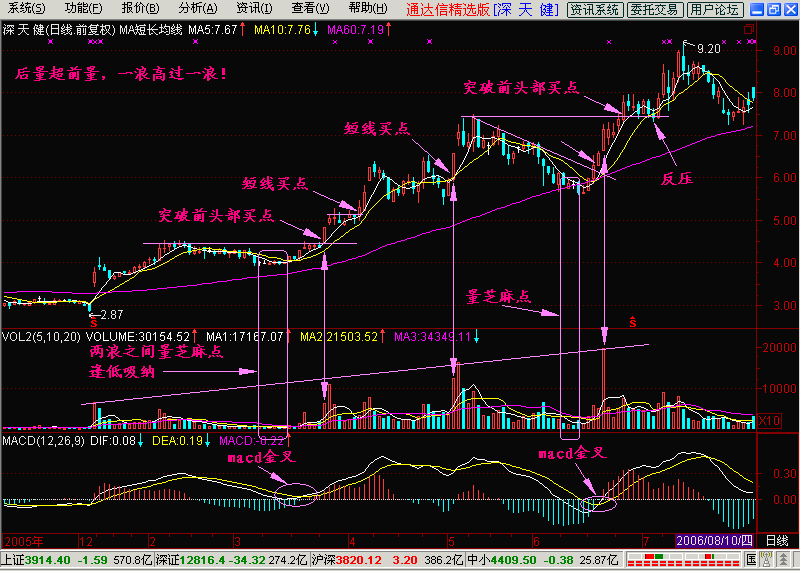 系统(S) 功能(F) 报价(B) 分析(A) 资讯(I) 查看(V) 帮助(H) 通达信精选版[深 天 健] 资讯系统 委托交易 用户论坛
深 天 健(日线.前复权) MA短长均线 MA5:7.67↑ MA10:7.76↓ MA60:7.19↑
9.20
9.00
后量超前量，一浪高过一浪！
突破前头部买点
8.00
短线买点
7.00
短线买点
反压
6.00
突破前头部买点
5.00
4.00
量芝麻点
3.00
2.87
S
S
VOL2(5,10,20) VOLUME:30154.52↑ MA1:17167.07↑ MA2:21503.52↑ MA3:34349.11↓
两浪之间量芝麻点
逢低吸纳
20000
10000
X10
MACD(12,26,9) DIF:0.08↓ DEA:0.19↓ MACD:-0.22↑
macd金叉
macd金叉
0.30
0.00
2005年 12 2 3 4 5 6 7 2006/08/10/四 日线
上证3914.40 -1.59 570.8亿 深证12816.4 -34.32 274.2亿 沪深3820.12 3.20 386.2亿 中小4409.50 -0.38 25.87亿 国